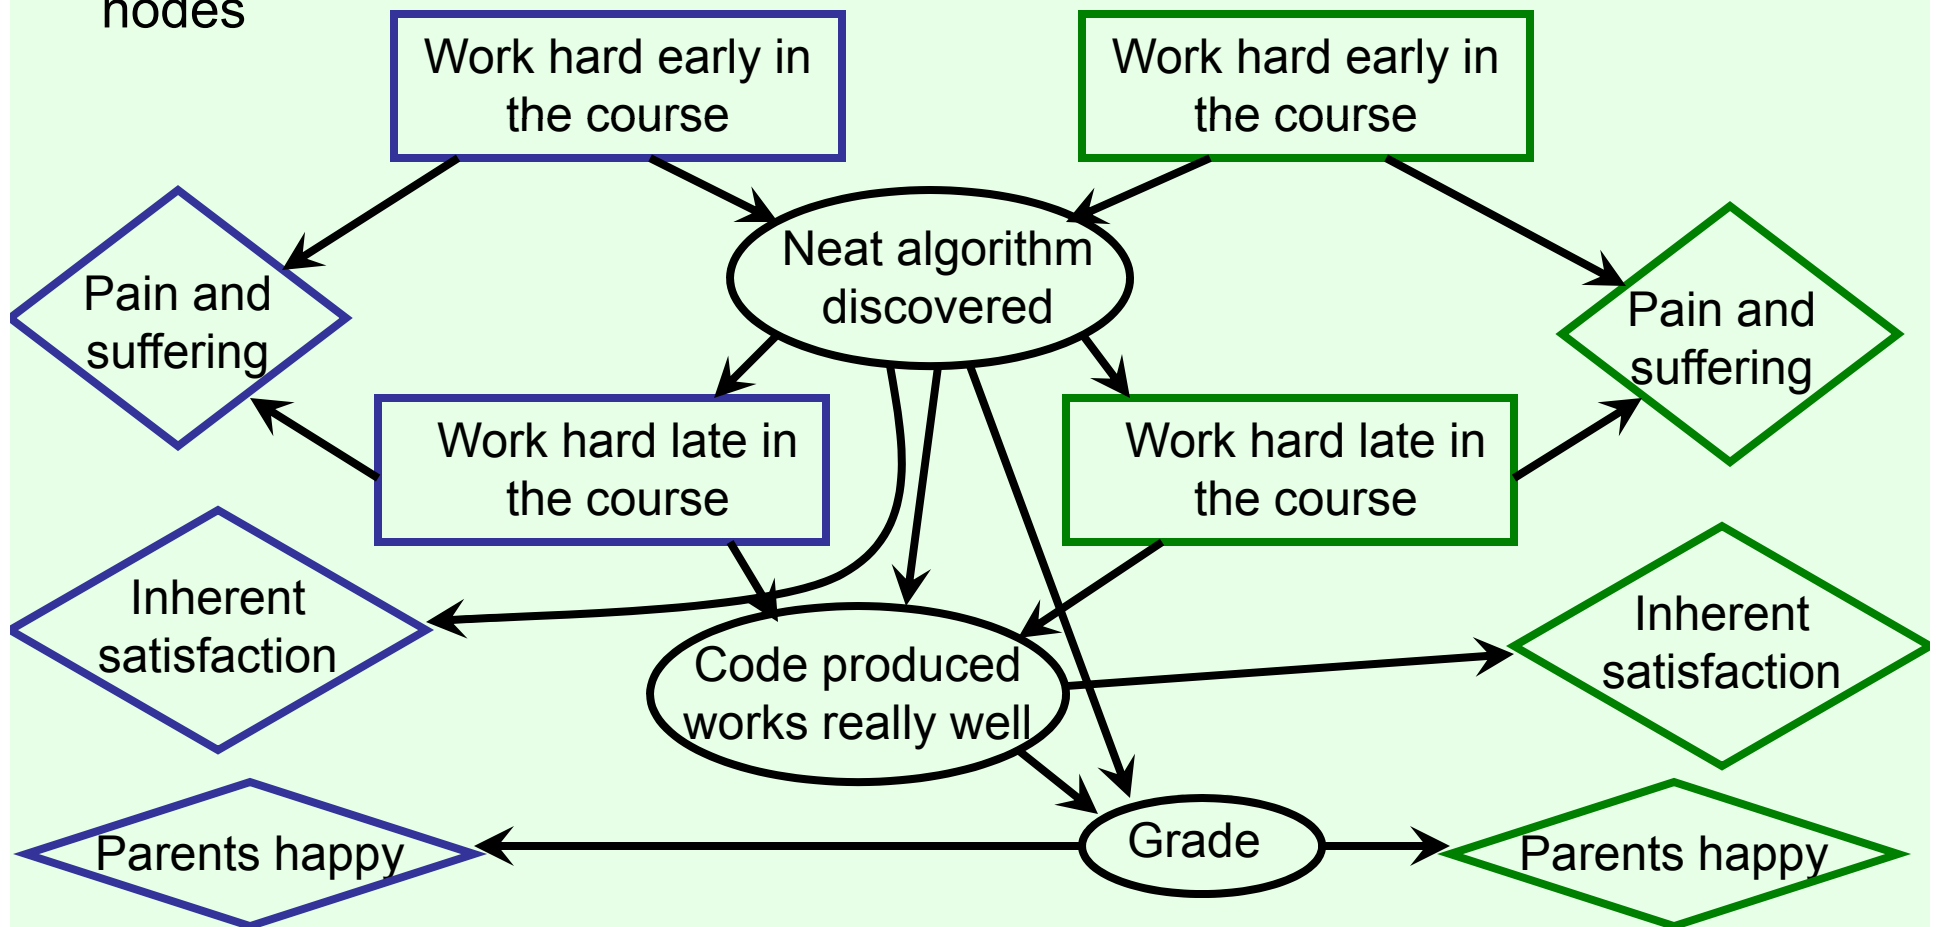 nodes
Work hard early in
the course
Work hard early in
the course
Neat algorithm
discovered
Pain and
suffering
Pain and
suffering
Work hard late in
the course
Work hard late in
the course
Inherent
satisfaction
Inherent
satisfaction
Code produced
works really well
Parents happy
Grade
Parents happy